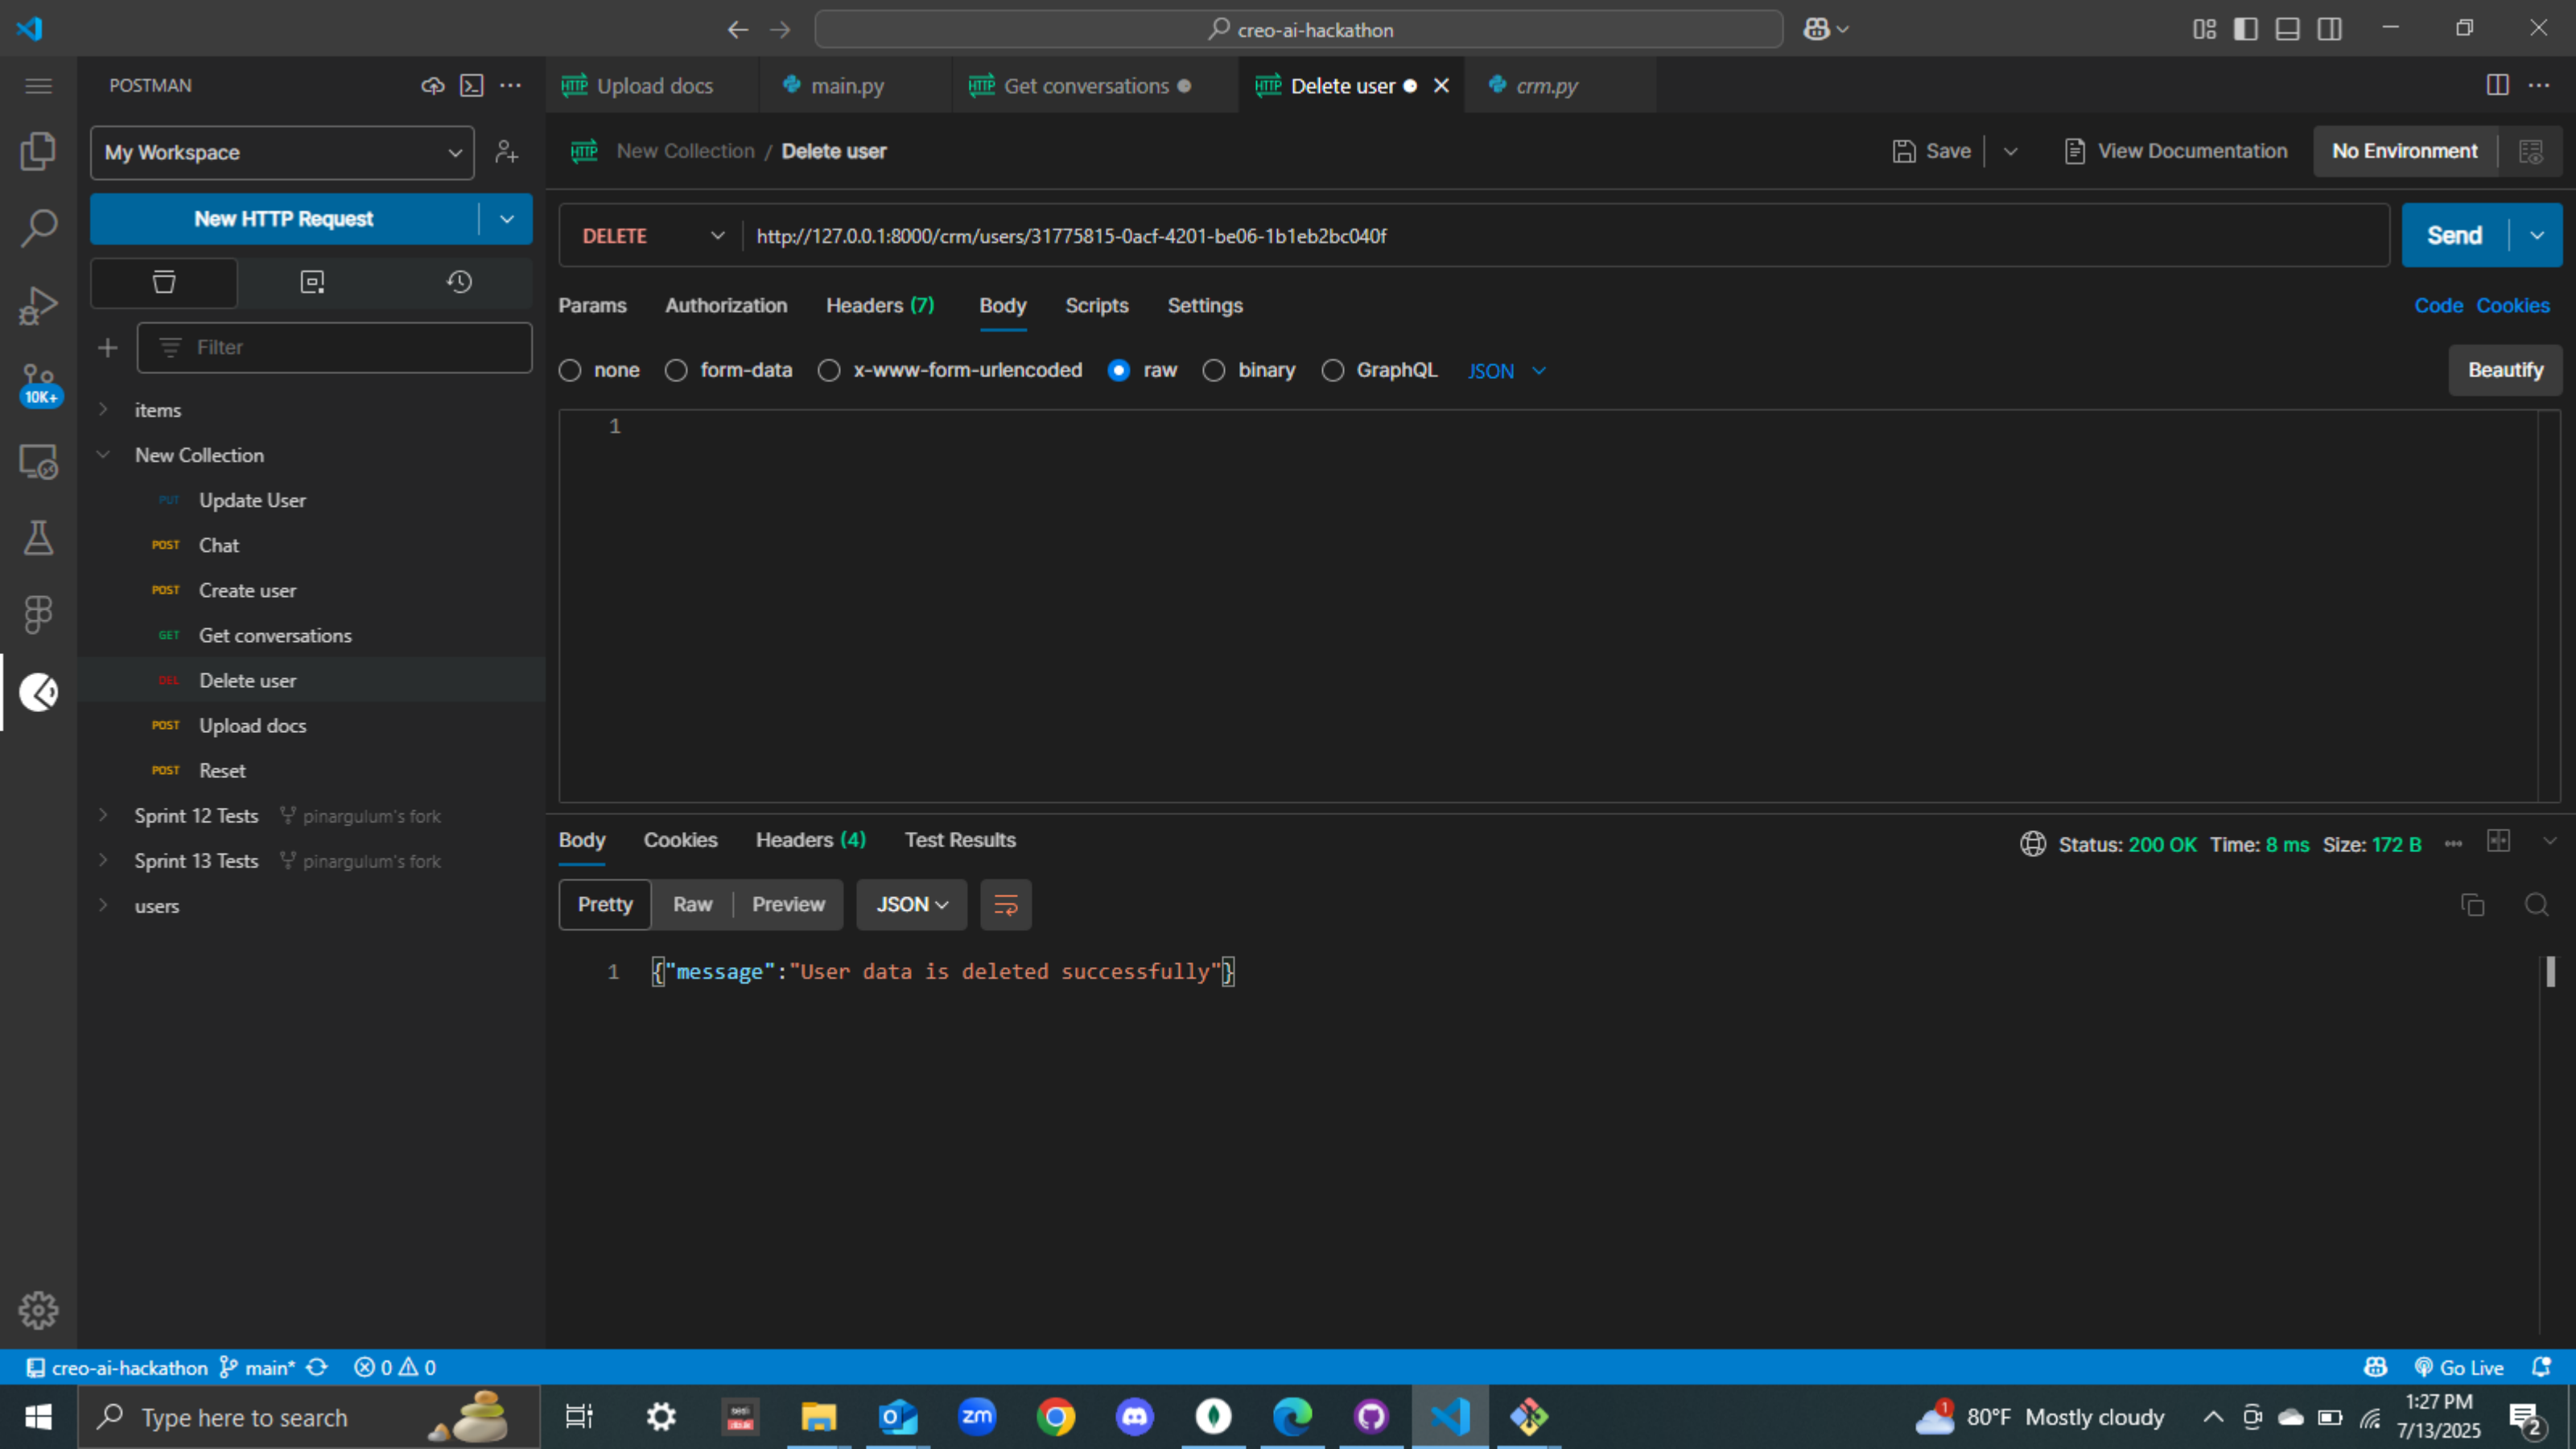 creo-ai-hackathon
POSTMAN
Upload docs
main.py
Get conversations
Delete user
crm.py
My Workspace
New Collection / Delete user
Save
View Documentation
No Environment
New HTTP Request
DELETE
http://127.0.0.1:8000/crm/users/31775815-0acf-4201-be06-1b1eb2bc040f
Send
Params
Authorization
Headers (7)
Body
Scripts
Settings
Code
Cookies
Filter
none
form-data
x-www-form-urlencoded
raw
binary
GraphQL
JSON
Beautify
10K+
1
items
New Collection
PUT Update User
POST Chat
POST Create user
GET Get conversations
DEL Delete user
POST Upload docs
POST Reset
Sprint 12 Tests pinargulum's fork
Sprint 13 Tests pinargulum's fork
users
Body
Cookies
Headers (4)
Test Results
Status: 200 OK Time: 8 ms Size: 172 B
Pretty
Raw
Preview
JSON
1 {"message":"User data is deleted successfully"}
creo-ai-hackathon main* 0 0
Go Live
Type here to search
zm
1
80°F Mostly cloudy
1:27 PM
7/13/2025
2